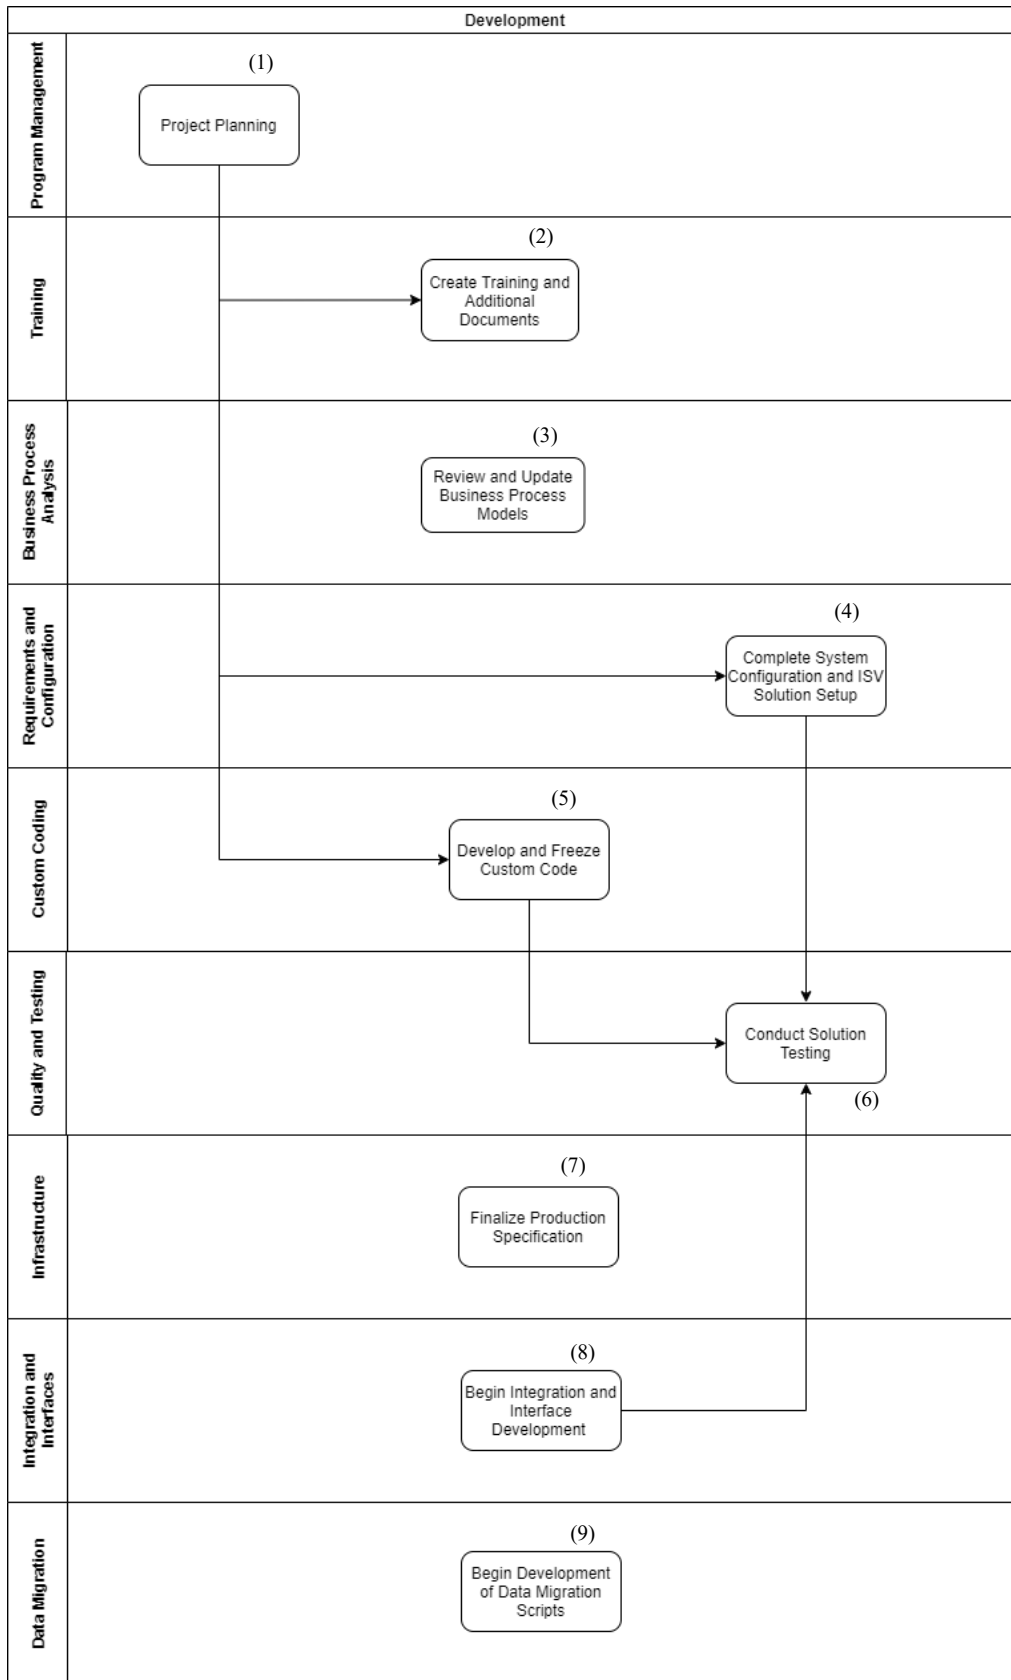 Development
Program Management
(1)
Project Planning
Training
(2)
Create Training and
Additional
Documents
Business Process
Analysis
(3)
Review and Update
Business Process
Models
Requirements and
Configuration
(4)
Complete System
Configuration and ISV
Solution Setup
Custom Coding
(5)
Develop and Freeze
Custom Code
Quality and Testing
Conduct Solution
Testing
(6)
Infrastructure
(7)
Finalize Production
Specification
Integration and
Interfaces
(8)
Begin Integration and
Interface
Development
Data Migration
(9)
Begin Development
of Data Migration
Scripts